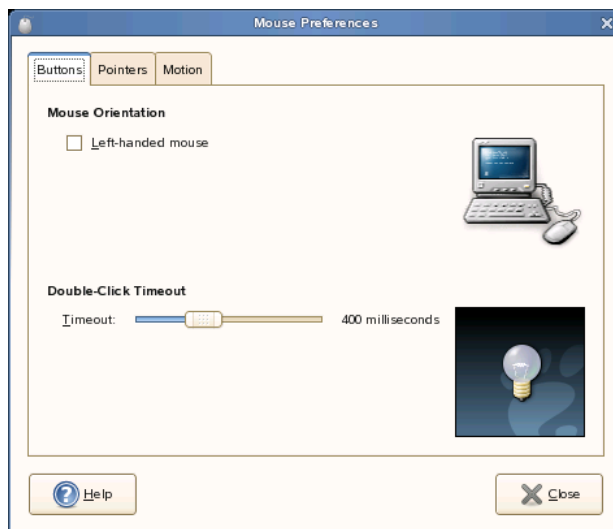 Mouse Preferences
Buttons Pointers Motion
Mouse Orientation
Left-handed mouse
Double-Click Timeout
Timeout: 400 milliseconds
Help Close